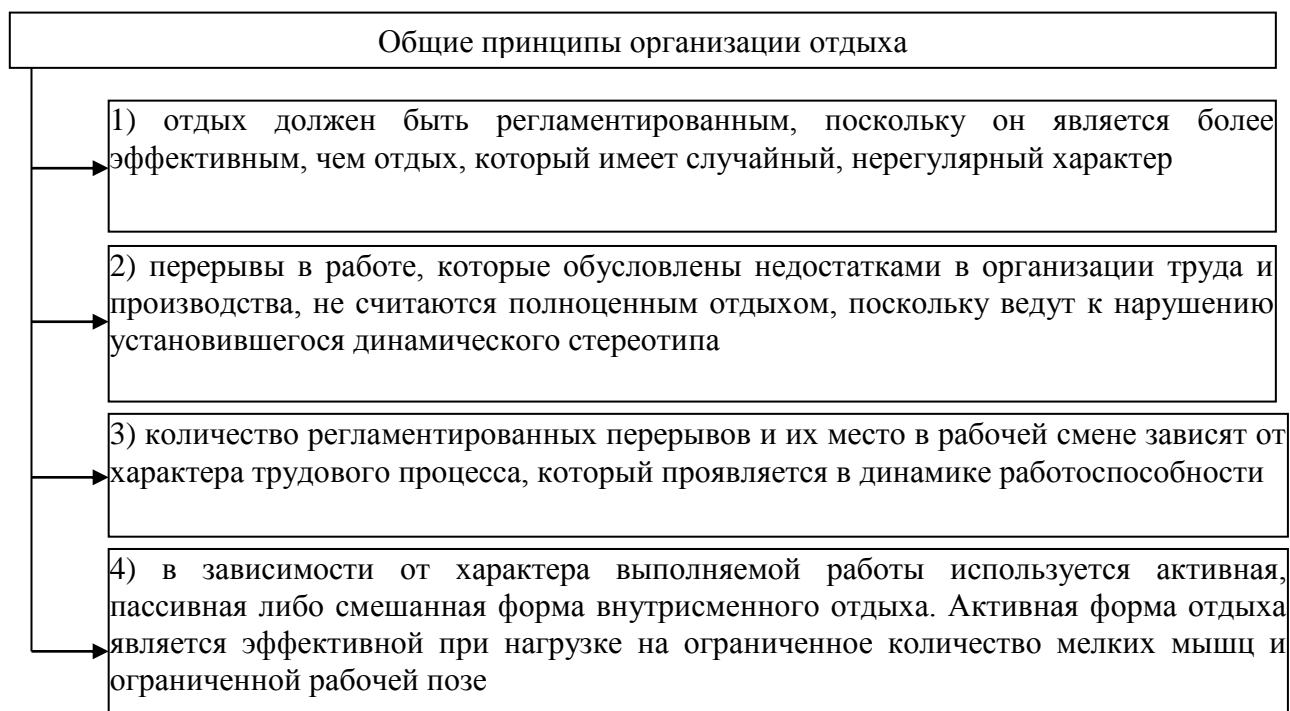 Общие принципы организации отдыха
1) отдых должен быть регламентированным, поскольку он является более
эффективным, чем отдых, который имеет случайный, нерегулярный характер
2) перерывы в работе, которые обусловлены недостатками в организации труда и
производства, не считаются полноценным отдыхом, поскольку ведут к нарушению
установившегося динамического стереотипа
3) количество регламентированных перерывов и их место в рабочей смене зависят от
характера трудового процесса, который проявляется в динамике работоспособности
4) в зависимости от характера выполняемой работы используется активная,
пассивная либо смешанная форма внутрисменного отдыха. Активная форма отдыха
является эффективной при нагрузке на ограниченное количество мелких мышц и
ограниченной рабочей позе